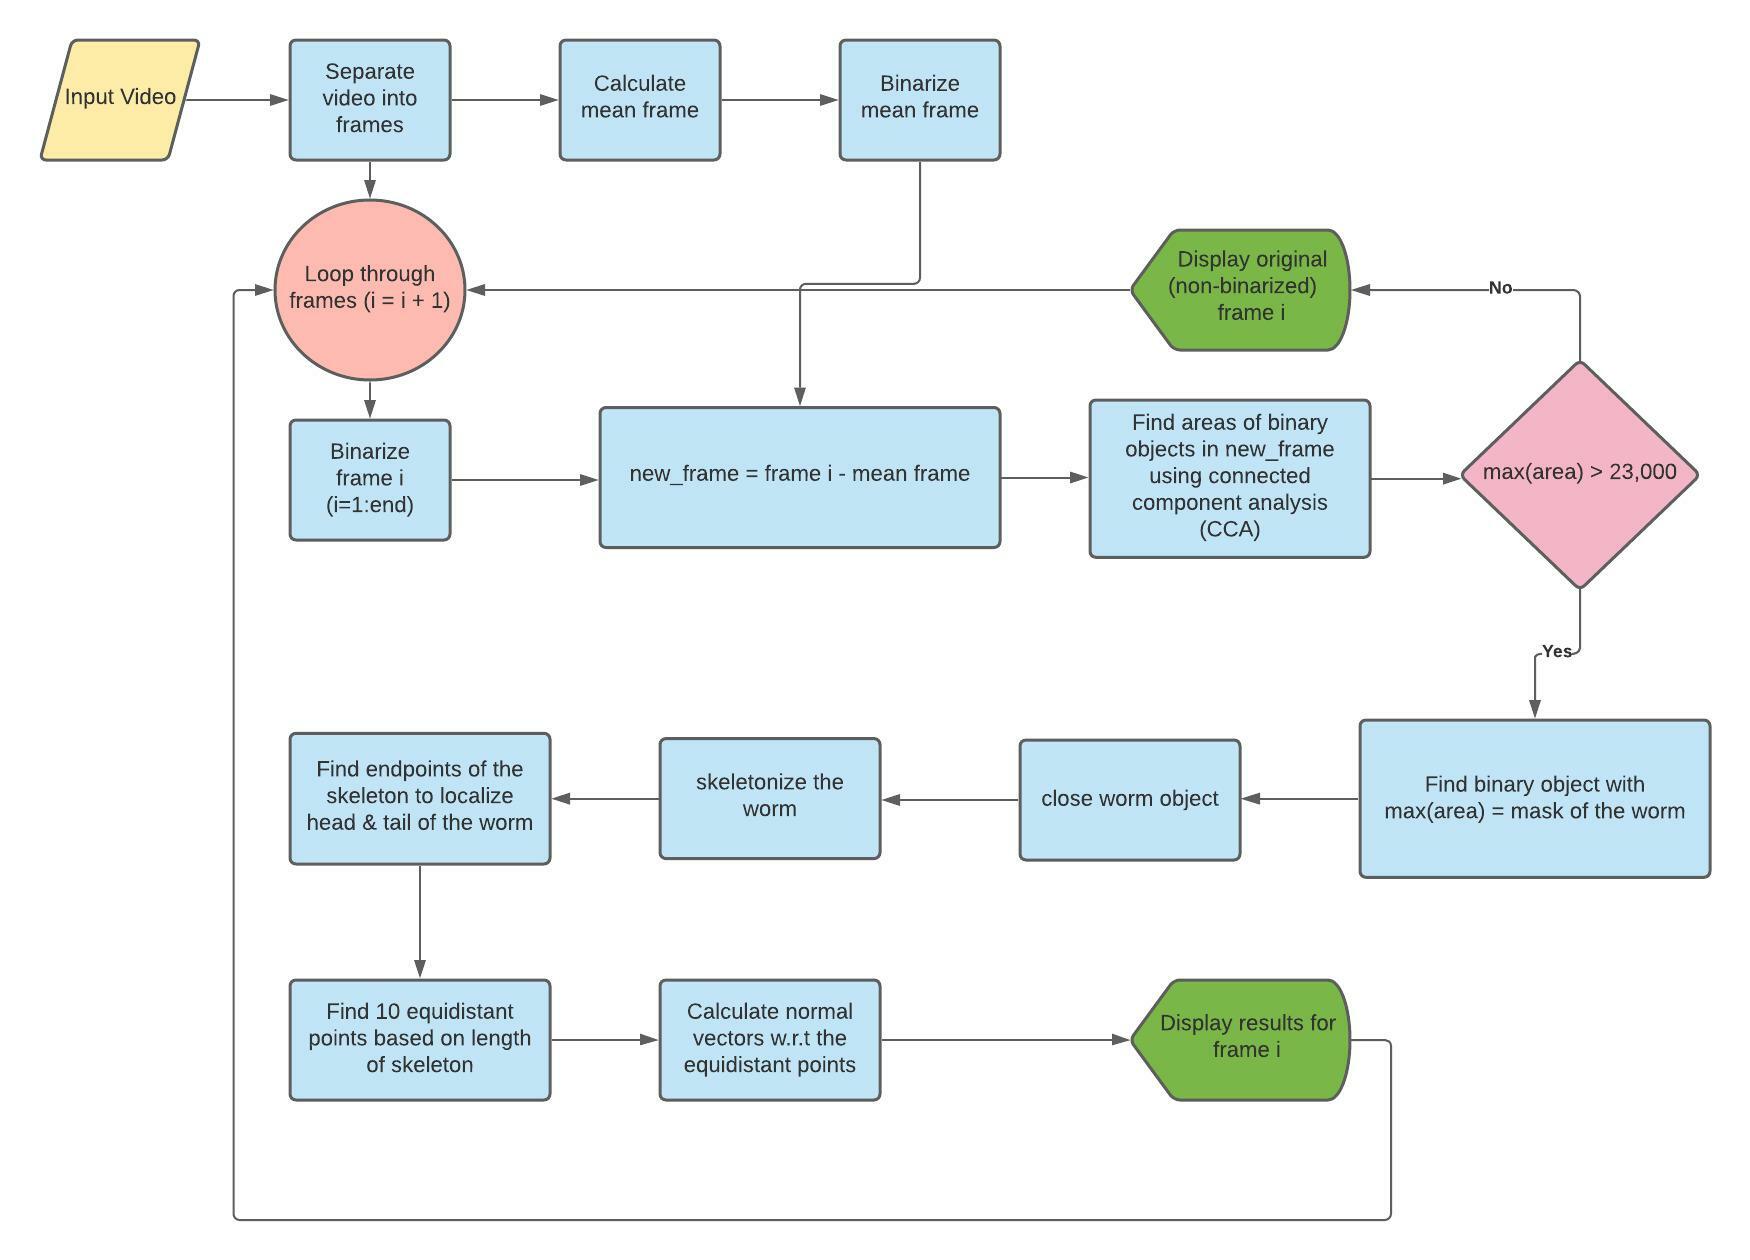 Input Video
Separate
video into
frames
Calculate
mean frame
Binarize
mean frame
Loop through
frames (i = i + 1)
Display original
(non-binarized)
frame i
No
Binarize
frame i
(i=1:end)
new_frame = frame i - mean frame
Find areas of binary
objects in new_frame
using connected
component analysis
(CCA)
max(area) > 23,000
Yes
Find binary object with
max(area) = mask of the worm
close worm object
skeletonize the
worm
Find endpoints of the
skeleton to localize
head & tail of the worm
Find 10 equidistant
points based on length
of skeleton
Calculate normal
vectors w.r.t the
equidistant points
Display results for
frame i